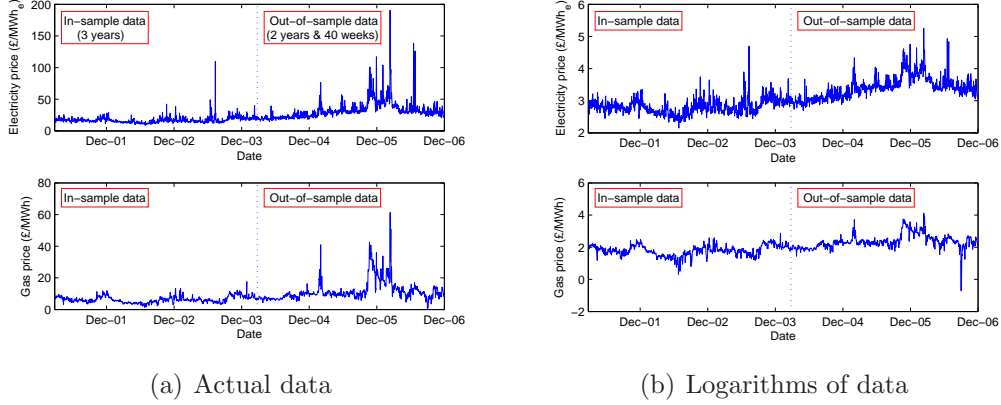 In−sample data
(3 years)
Out−of−sample data
(2 years & 40 weeks)
Electricity price (£/MWhe)
200
150
100
50
0
Dec−01 Dec−02 Dec−03 Dec−04 Dec−05 Dec−06
Date
In−sample data
Out−of−sample data
Gas price (£/MWh)
80
60
40
20
0
Dec−01 Dec−02 Dec−03 Dec−04 Dec−05 Dec−06
Date
(a) Actual data
In−sample data
Out−of−sample data
Electricity price (£/MWhe)
6
5
4
3
2
Dec−01 Dec−02 Dec−03 Dec−04 Dec−05 Dec−06
Date
In−sample data
Out−of−sample data
Gas price (£/MWh)
6
4
2
0
−2
Dec−01 Dec−02 Dec−03 Dec−04 Dec−05 Dec−06
Date
(b) Logarithms of data